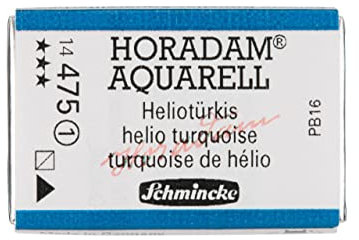 HORADAM®
AQUARELL
Heliotürkis
helio turquoise
turquoise de hélio
Schmincke
14 475 1
★★★
PB16